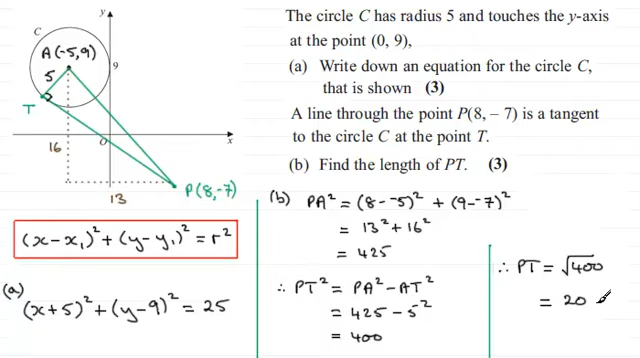 C
A(-5,9)
5
9
T
16
O
x
P(8,-7)
13
The circle C has radius 5 and touches the y-axis
at the point (0, 9),
(a) Write down an equation for the circle C,
that is shown (3)
A line through the point P(8, – 7) is a tangent
to the circle C at the point T.
(b) Find the length of PT. (3)
(x-x₁)² + (y-y₁)² = r²
(a)
(x+5)² + (y-9)² = 25
(b) PA² = (8--5)² + (9--7)²
= 13² + 16²
= 425
∴ PT² = PA² - AT²
= 425 - 5²
= 400
∴ PT = √400
= 20